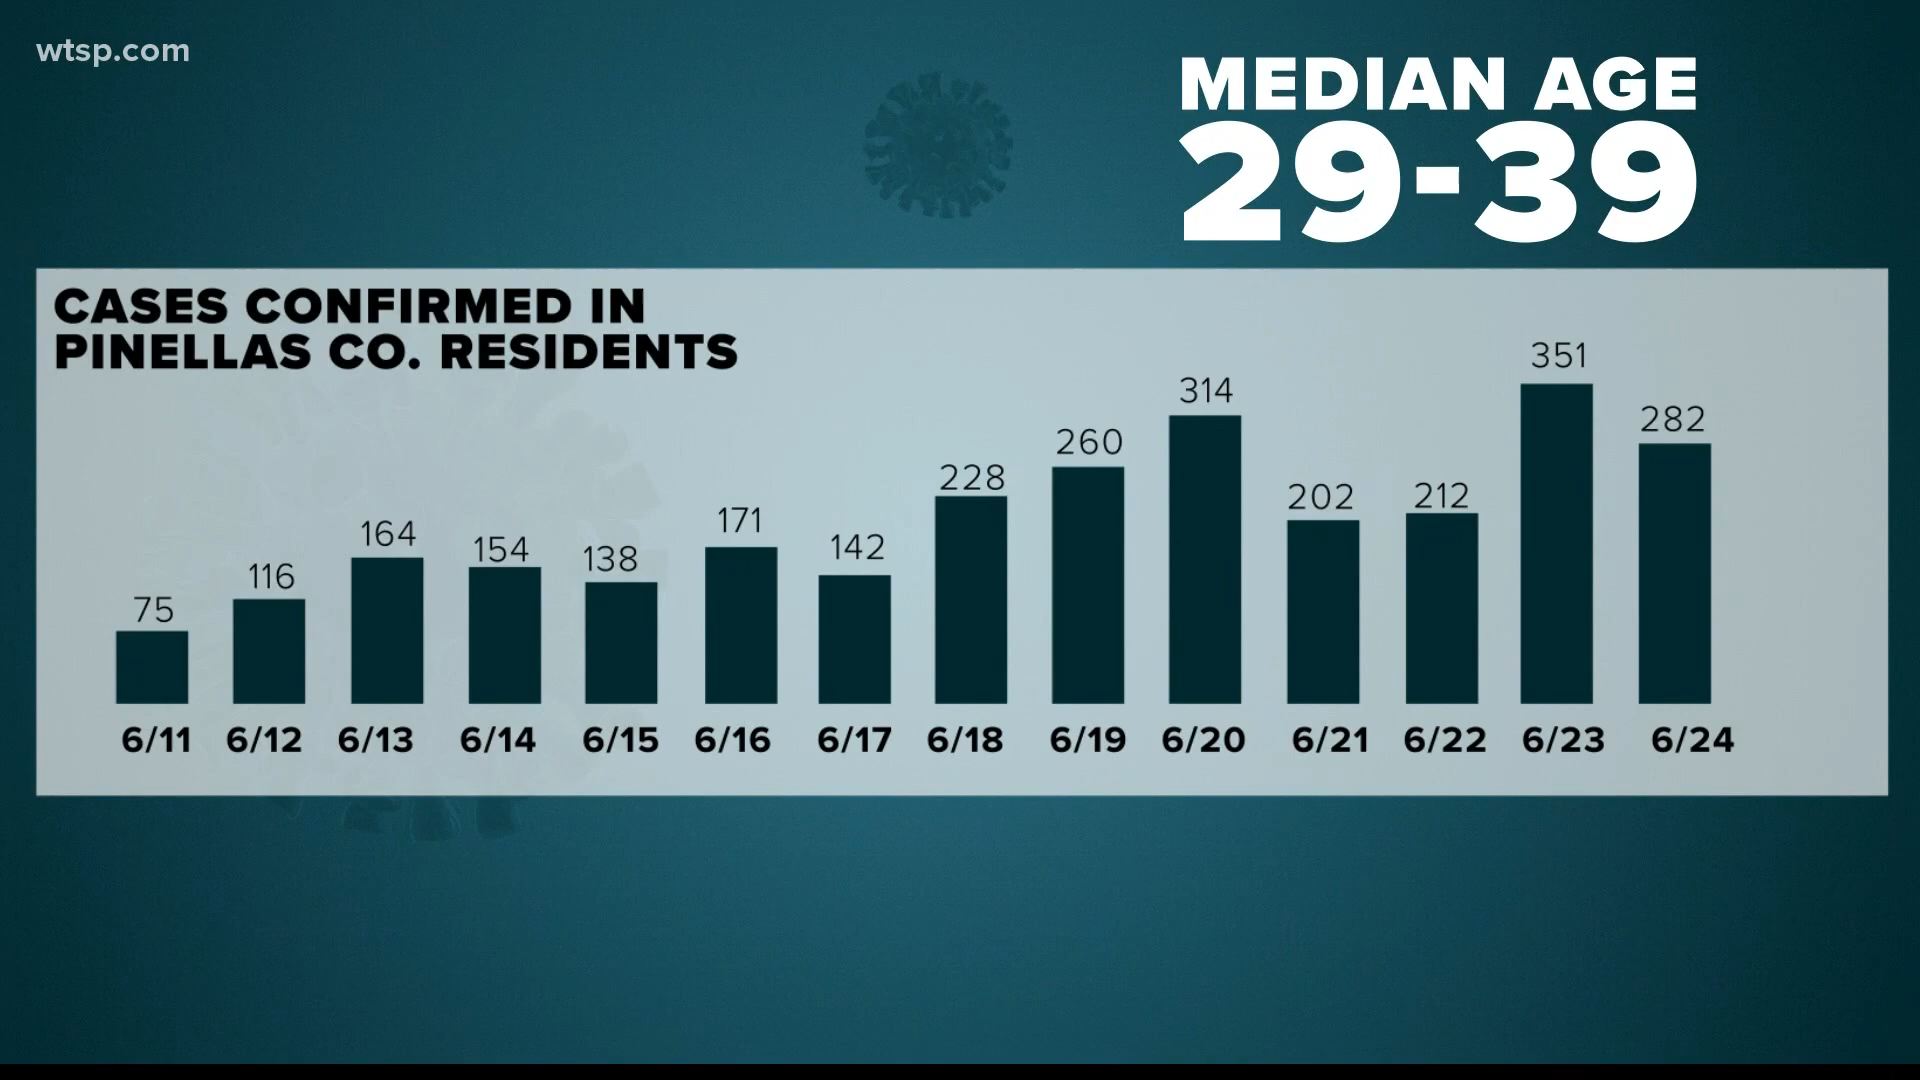 wtsp.com
MEDIAN AGE
29-39
CASES CONFIRMED IN
PINELLAS CO. RESIDENTS
75 116 164 154 138 171 142 228 260 314 202 212 351 282
6/11 6/12 6/13 6/14 6/15 6/16 6/17 6/18 6/19 6/20 6/21 6/22 6/23 6/24